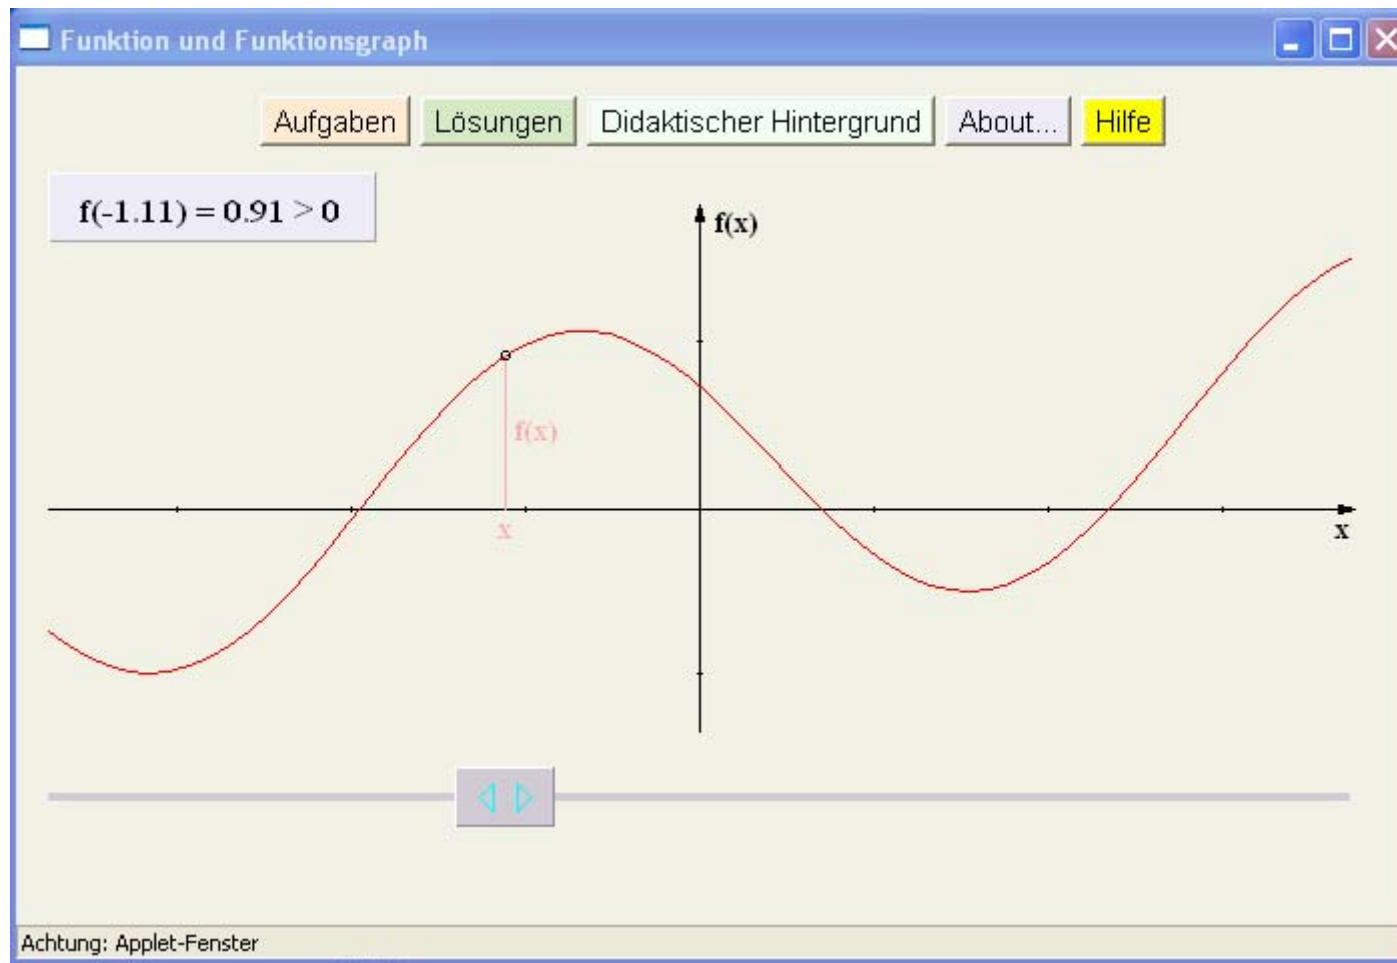 Funktion und Funktionsgraph
Aufgaben Lösungen Didaktischer Hintergrund About... Hilfe
f(-1.11) = 0.91 > 0
f(x)
f(x)
x
x
Achtung: Applet-Fenster